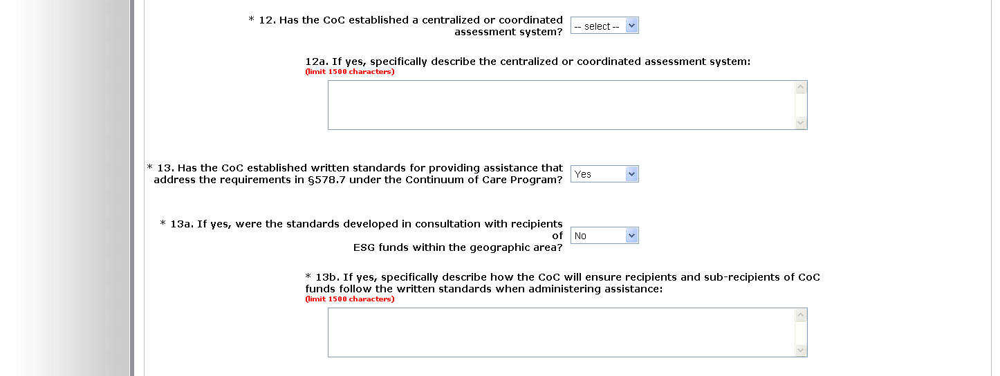 * 12. Has the CoC established a centralized or coordinated
assessment system?
-- select --
12a. If yes, specifically describe the centralized or coordinated assessment system:
(limit 1500 characters)
* 13. Has the CoC established written standards for providing assistance that
address the requirements in §578.7 under the Continuum of Care Program?
Yes
* 13a. If yes, were the standards developed in consultation with recipients
of
ESG funds within the geographic area?
No
* 13b. If yes, specifically describe how the CoC will ensure recipients and sub-recipients of CoC
funds follow the written standards when administering assistance:
(limit 1500 characters)